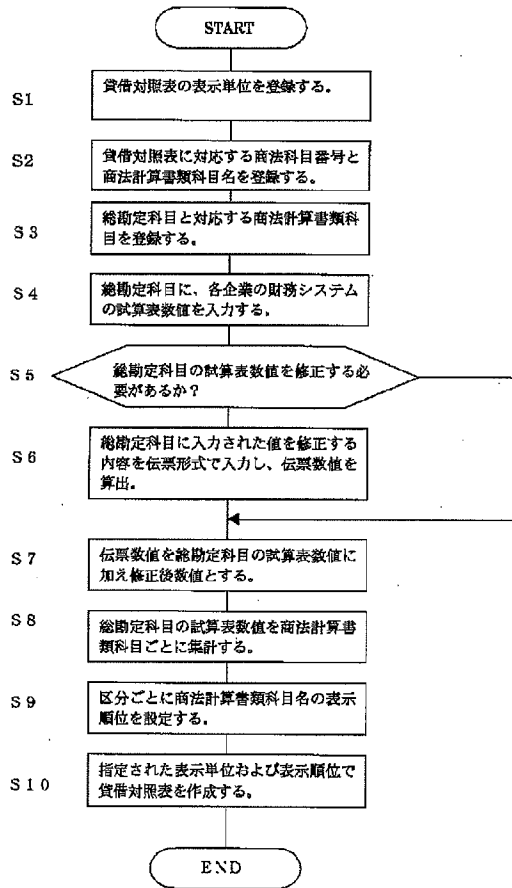 START
S1
貸借対照表の表示単位を登録する。
S2
貸借対照表に対応する商法科目番号と
商法計算書類科目名を登録する。
S3
総勘定科目と対応する商法計算書類科
目を登録する。
S4
総勘定科目に、各企業の財務システム
の試算表数値を入力する。
S5
総勘定科目の試算表数値を修正する必
要があるか？
S6
総勘定科目に入力された値を修正する
内容を伝票形式で入力し、伝票数値を
算出。
S7
伝票数値を総勘定科目の試算表数値に
加え修正後数値とする。
S8
総勘定科目の試算表数値を商法計算書
類科目ごとに集計する。
S9
区分ごとに商法計算書類科目名の表示
順位を設定する。
S10
指定された表示単位および表示順位で
貸借対照表を作成する。
END